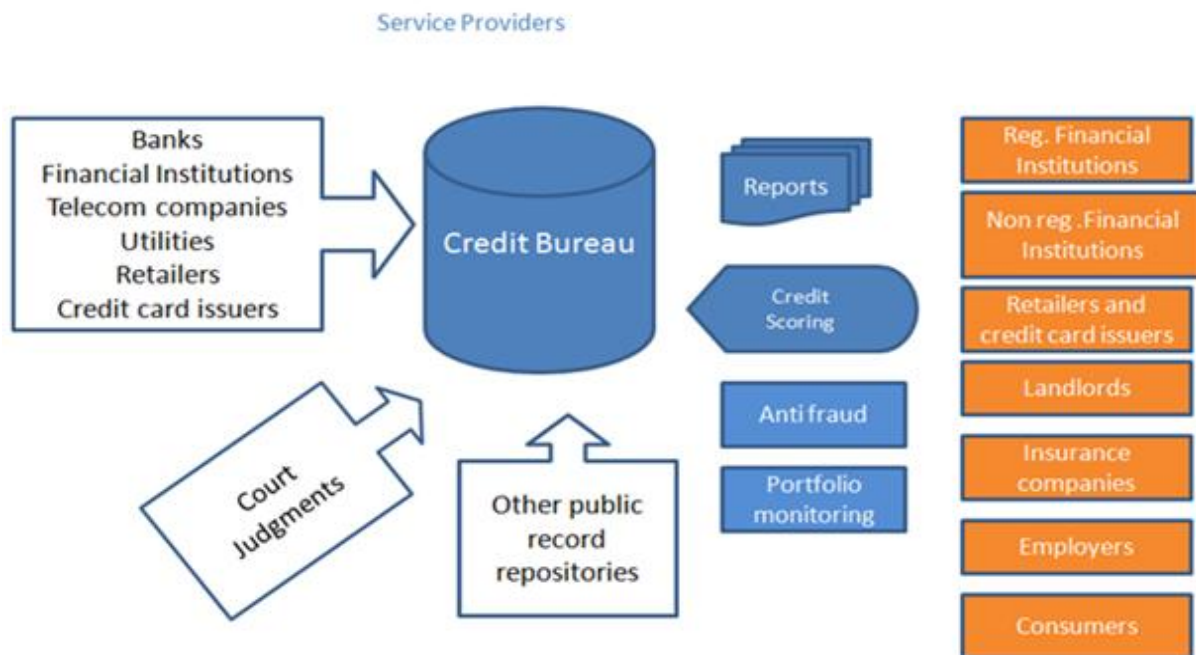 Service Providers
Banks
Financial Institutions
Telecom companies
Utilities
Retailers
Credit card issuers
Credit Bureau
Court
Judgments
Other public
record
repositories
Reports
Credit
Scoring
Anti fraud
Portfolio
monitoring
Reg. Financial
Institutions
Non reg .Financial
Institutions
Retailers and
credit card issuers
Landlords
Insurance
companies
Employers
Consumers